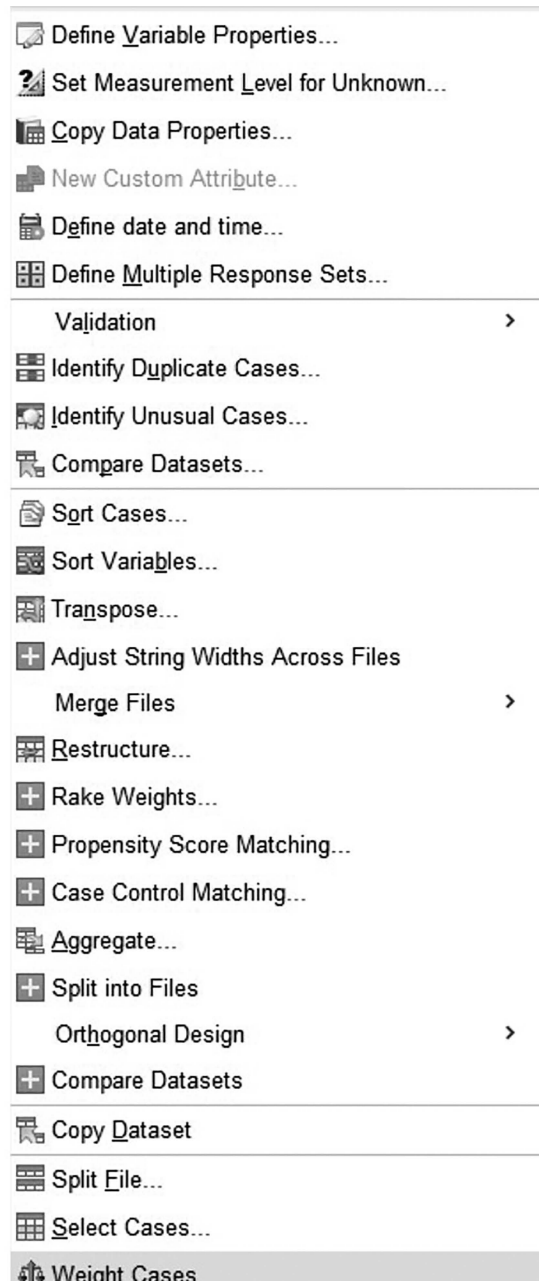 Define Variable Properties...
Set Measurement Level for Unknown...
Copy Data Properties...
New Custom Attribute...
Define date and time...
Define Multiple Response Sets...
Validation
Identify Duplicate Cases...
Identify Unusual Cases...
Compare Datasets...
Sort Cases...
Sort Variables...
Transpose...
Adjust String Widths Across Files
Merge Files
Restructure...
Rake Weights...
Propensity Score Matching...
Case Control Matching...
Aggregate...
Split into Files
Orthogonal Design
Compare Datasets
Copy Dataset
Split File...
Select Cases...
Weight Cases